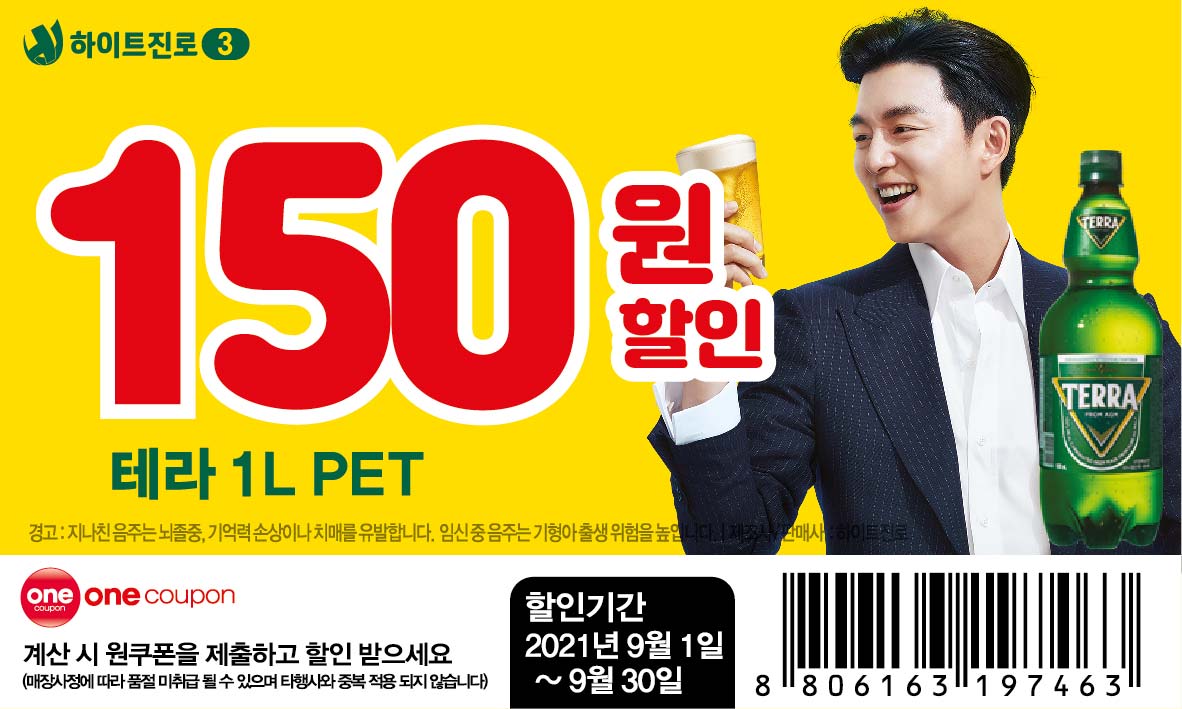 하이트진로 3
150원
할인
테라 1L PET
TERRA
TERRA
경고 : 지나친 음주는 뇌졸중, 기억력 손상이나 치매를 유발합니다. 임신 중 음주는 기형아 출생 위험을 높입니다. | 제조사/판매사 : 하이트진로
one
coupon
one coupon
계산 시 원쿠폰을 제출하고 할인 받으세요
(매장사정에 따라 품절 미취급 될 수 있으며 타행사와 중복 적용 되지 않습니다)
할인기간
2021년 9월 1일
~ 9월 30일
8 806163 197463